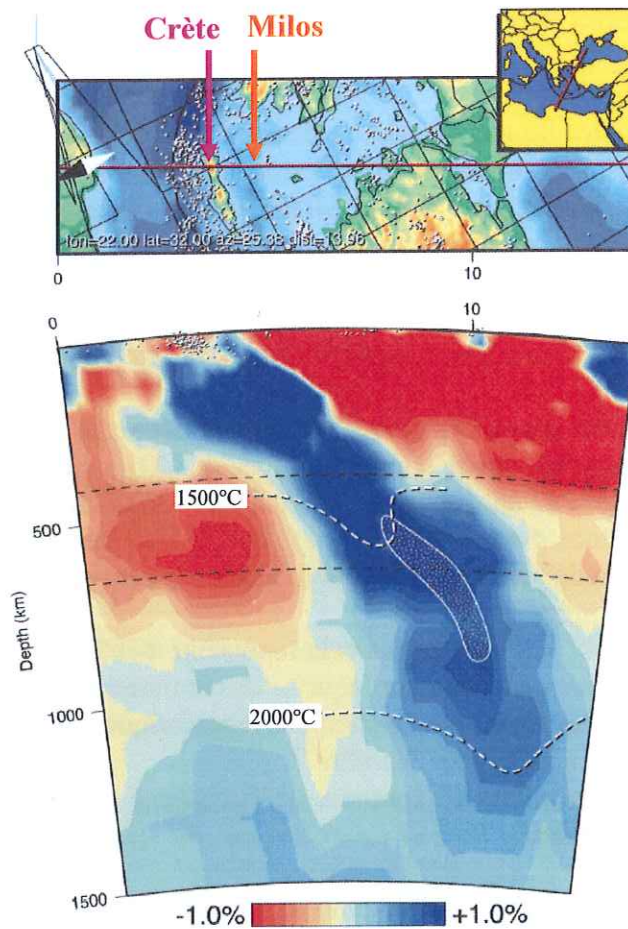 Crète Milos
lon=22.00 lat=32.00 az=25.38 dist=13.96
0 10
0 10
1500°C
500
Depth (km)
2000°C
1000
1500
-1.0% +1.0%